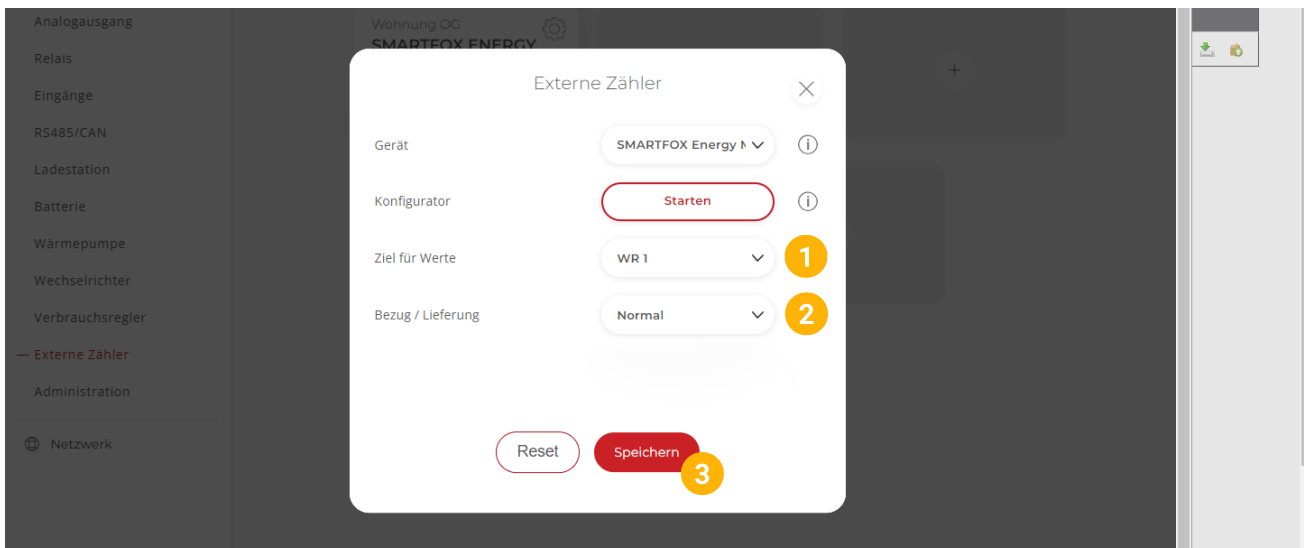 Analogausgang
Relais
Eingänge
RS485/CAN
Ladestation
Batterie
Wärmepumpe
Wechselrichter
Verbrauchsregler
— Externe Zähler
Administration
Netzwerk
Wohnung OG
SMARTFOX ENERGY
+
Externe Zähler
Gerät
SMARTFOX Energy
Konfigurator
Starten
Ziel für Werte
WR 1
1
Bezug / Lieferung
Normal
2
Reset
Speichern
3